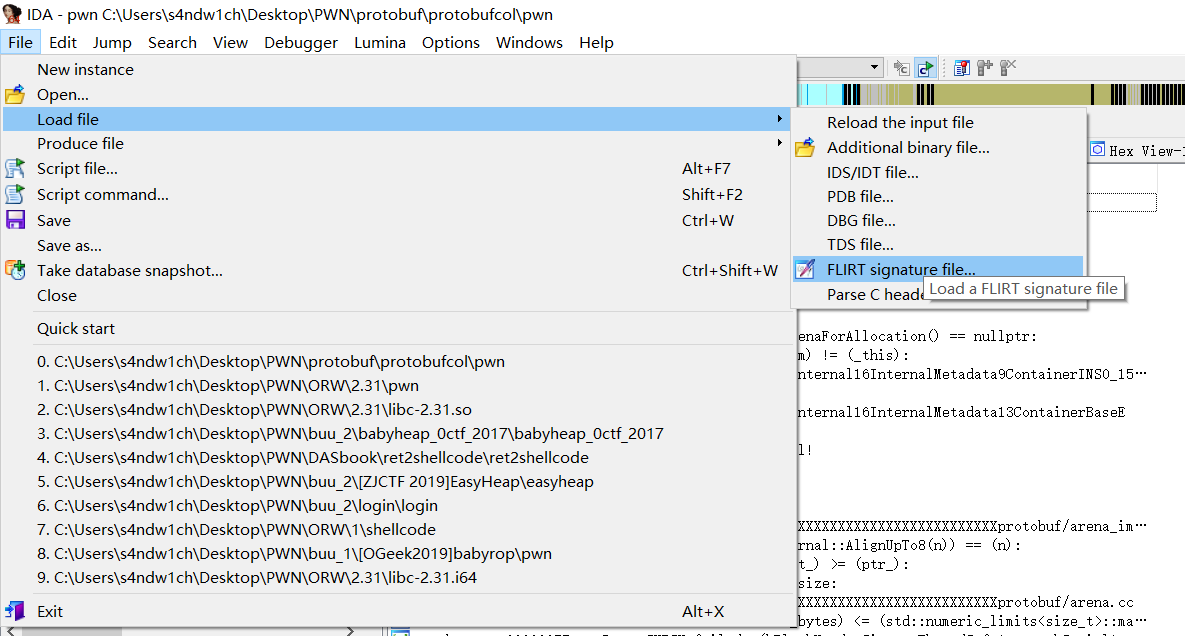 IDA - pwn C:\Users\s4ndw1ch\Desktop\PWN\protobuf\protobufcol\pwn
File Edit Jump Search View Debugger Lumina Options Windows Help
New instance
Open...
Load file
Produce file
Script file... Alt+F7
Script command... Shift+F2
Save Ctrl+W
Save as...
Take database snapshot... Ctrl+Shift+W
Close
Quick start
0. C:\Users\s4ndw1ch\Desktop\PWN\protobuf\protobufcol\pwn
1. C:\Users\s4ndw1ch\Desktop\PWN\ORW\2.31\pwn
2. C:\Users\s4ndw1ch\Desktop\PWN\ORW\2.31\libc-2.31.so
3. C:\Users\s4ndw1ch\Desktop\PWN\buu_2\babyheap_0ctf_2017\babyheap_0ctf_2017
4. C:\Users\s4ndw1ch\Desktop\PWN\DASbook\ret2shellcode\ret2shellcode
5. C:\Users\s4ndw1ch\Desktop\PWN\buu_2\[ZJCTF 2019]EasyHeap\easyheap
6. C:\Users\s4ndw1ch\Desktop\PWN\buu_2\login\login
7. C:\Users\s4ndw1ch\Desktop\PWN\ORW\1\shellcode
8. C:\Users\s4ndw1ch\Desktop\PWN\buu_1\[OGeek2019]babyrop\pwn
9. C:\Users\s4ndw1ch\Desktop\PWN\ORW\2.31\libc-2.31.i64
Exit Alt+X
Reload the input file
Additional binary file...
IDS/IDT file...
PDB file...
DBG file...
TDS file...
FLIRT signature file...
Load a FLIRT signature file
Parse C heade
Hex View-1
enaForAllocation() == nullptr:
m) != (_this):
nternal16InternalMetadata9ContainerINS0_15…
nternal16InternalMetadata13ContainerBaseE
l!
XXXXXXXXXXXXXXXXXXXXXXXXXprotobuf/arena_im…
rnal::AlignUpTo8(n)) == (n):
t_) >= (ptr_):
size:
XXXXXXXXXXXXXXXXXXXXXXXXXprotobuf/arena.cc
_bytes) <= (std::numeric_limits<size_t>::ma…